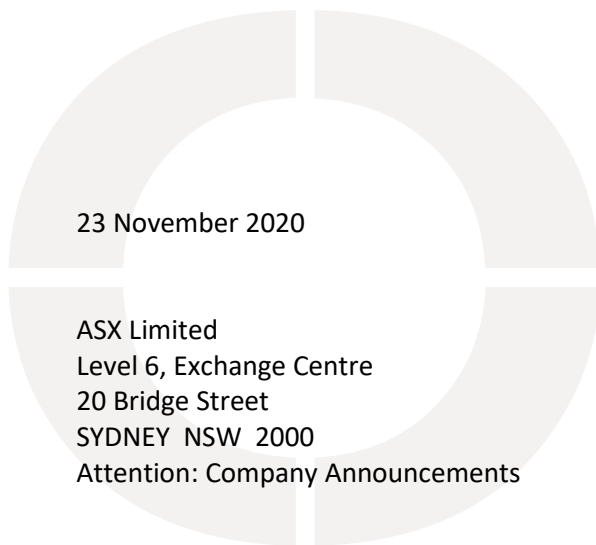 23 November 2020
ASX Limited
Level 6, Exchange Centre
20 Bridge Street
SYDNEY  NSW  2000
Attention: Company Announcements